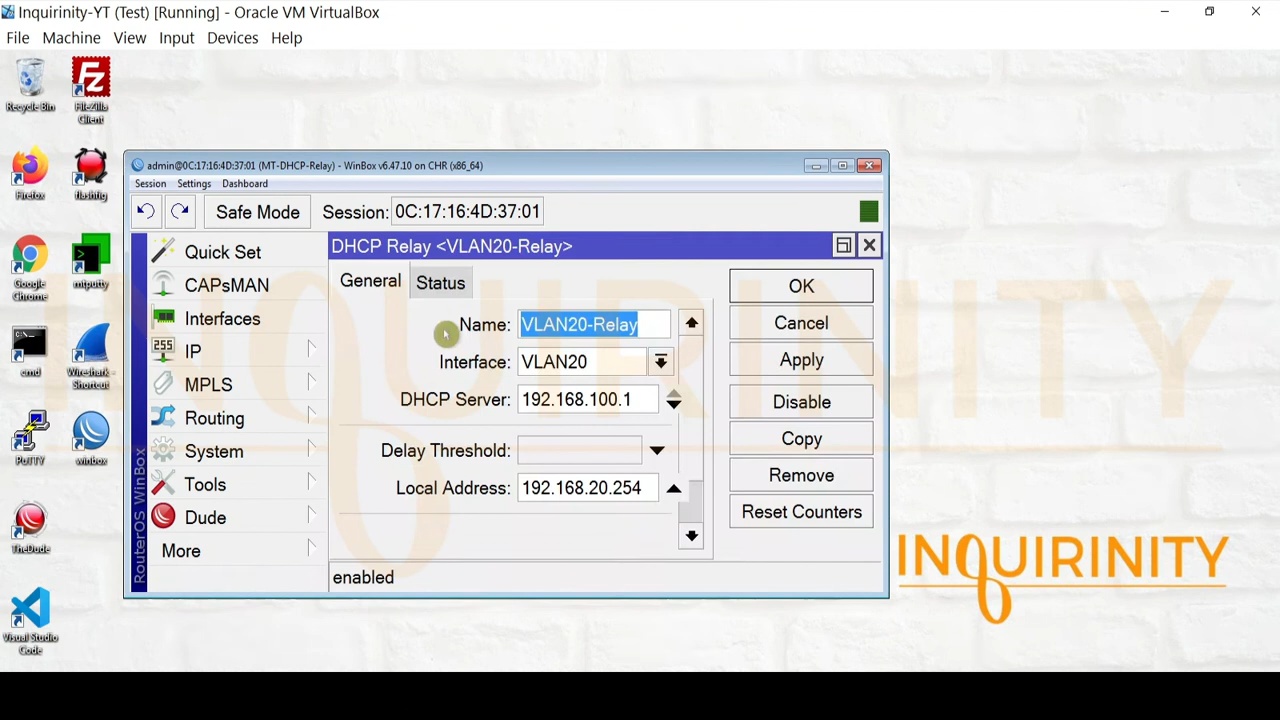 Inquirinity-YT (Test) [Running] - Oracle VM VirtualBox
File Machine View Input Devices Help
Recycle Bin
FileZilla Client
Firefox
flashfig
Google Chrome
mtputty
cmd
Wireshark - Shortcut
PuTTY
winbox
TheDude
Visual Studio Code
admin@0C:17:16:4D:37:01 (MT-DHCP-Relay) - WinBox v6.47.10 on CHR (x86_64)
Session Settings Dashboard
Safe Mode Session: 0C:17:16:4D:37:01
RouterOS WinBox
Quick Set
CAPsMAN
Interfaces
255 IP
MPLS
Routing
System
Tools
Dude
More
DHCP Relay <VLAN20-Relay>
General Status
Name: VLAN20-Relay
Interface: VLAN20
DHCP Server: 192.168.100.1
Delay Threshold:
Local Address: 192.168.20.254
enabled
OK
Cancel
Apply
Disable
Copy
Remove
Reset Counters
INQUIRINITY
INQUIRINITY